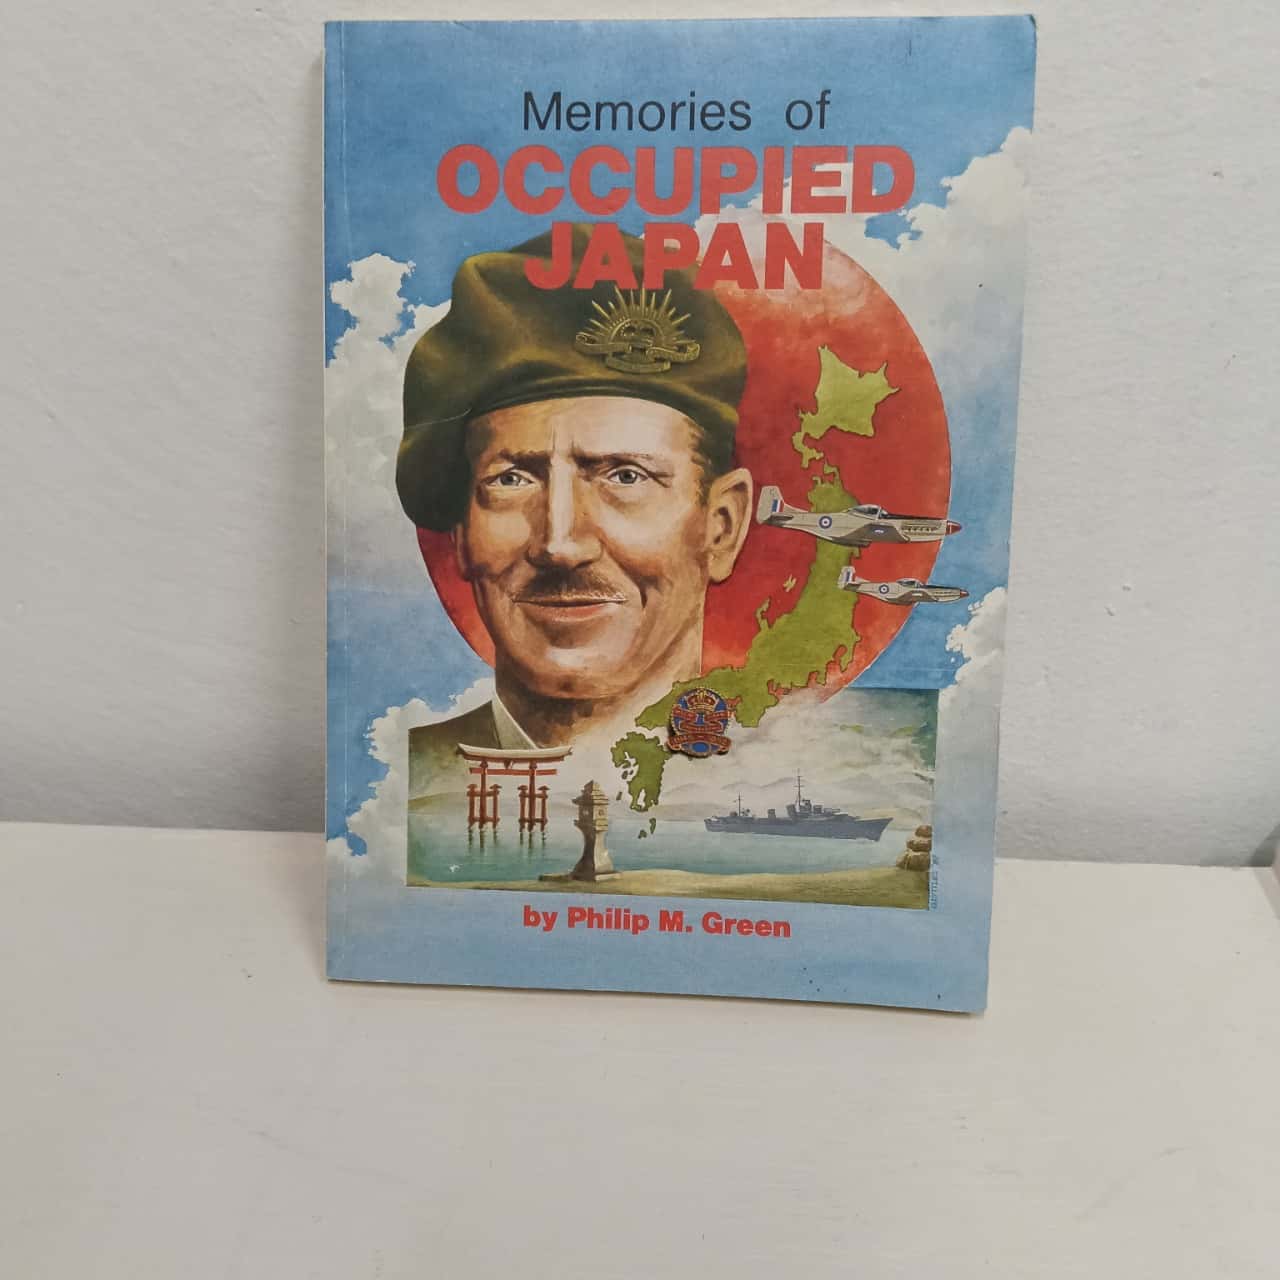 Memories of
OCCUPIED
JAPAN
by Philip M. Green